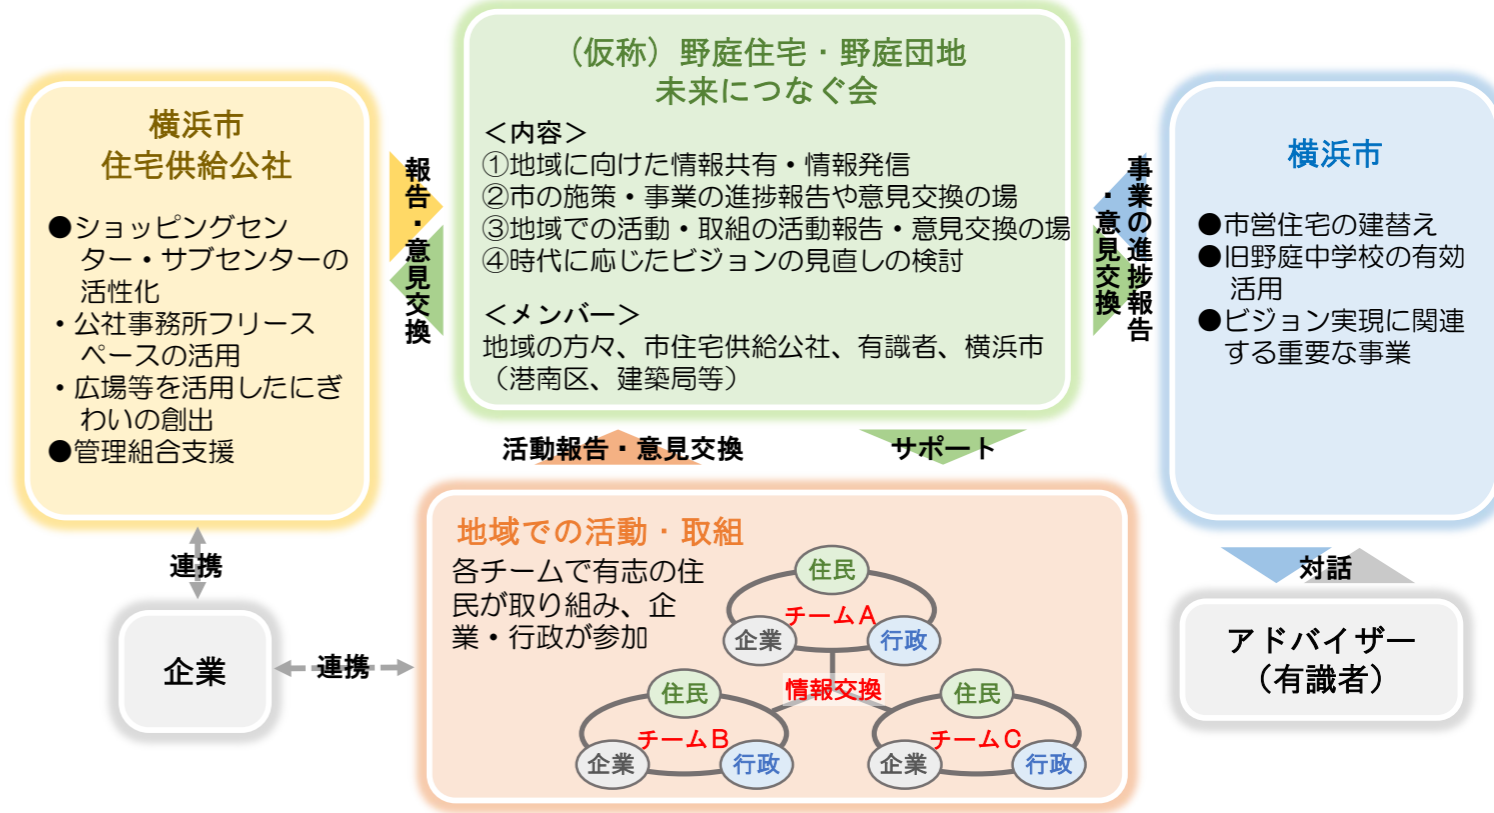 横浜市
住宅供給公社
●ショッピングセン
ター・サブセンターの
活性化
・公社事務所フリース
ペースの活用
・広場等を活用したにぎ
わいの創出
●管理組合支援
報告・意見交換
（仮称）野庭住宅・野庭団地
未来につなぐ会
＜内容＞
①地域に向けた情報共有・情報発信
②市の施策・事業の進捗報告や意見交換の場
③地域での活動・取組の活動報告・意見交換の場
④時代に応じたビジョンの見直しの検討
＜メンバー＞
地域の方々、市住宅供給公社、有識者、横浜市
（港南区、建築局等）
事業の進捗報告
・意見交換
横浜市
●市営住宅の建替え
●旧野庭中学校の有効
活用
●ビジョン実現に関連
する重要な事業
活動報告・意見交換
サポート
連携
企業
連携
地域での活動・取組
各チームで有志の住
民が取り組み、企
業・行政が参加
住民
チームＡ
企業
行政
情報交換
住民
チームＢ
企業
行政
住民
チームＣ
企業
行政
対話
アドバイザー
（有識者）